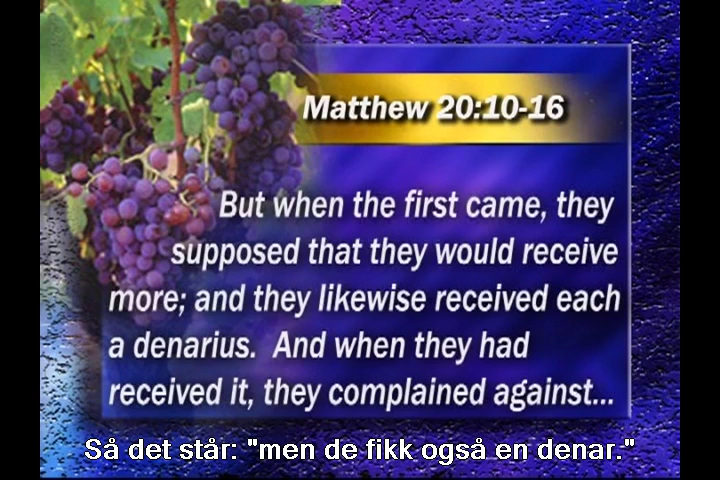 Matthew 20:10-16
But when the first came, they
supposed that they would receive
more; and they likewise received each
a denarius.  And when they had
received it, they complained against...
Så det står: "men de fikk også en denar."